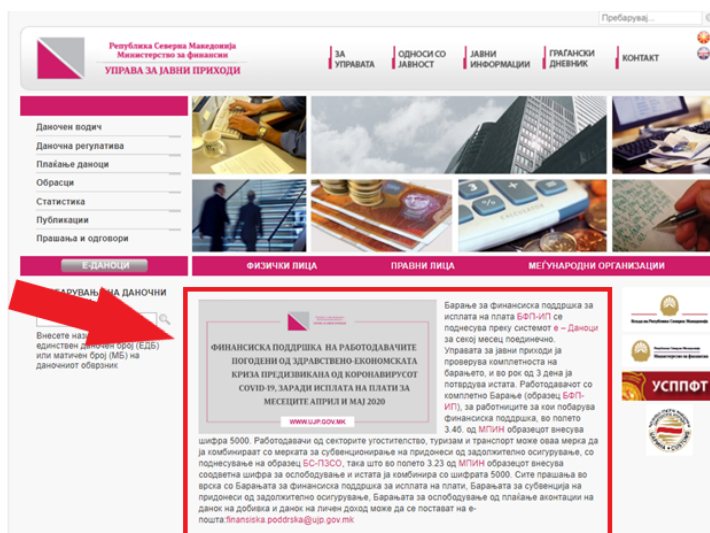 Пребарувај...
Република Северна Македонија
Министерство за финансии
УПРАВА ЗА ЈАВНИ ПРИХОДИ
ЗА
УПРАВАТА
ОДНОСИ СО
ЈАВНОСТ
ЈАВНИ
ИНФОРМАЦИИ
ГРАЃАНСКИ
ДНЕВНИК
КОНТАКТ
Даночен водич
Даночна регулатива
Плаќање даноци
Обрасци
Статистика
Публикации
Прашања и одговори
Е-ДАНОЦИ
ФИЗИЧКИ ЛИЦА
ПРАВНИ ЛИЦА
МЕЃУНАРОДНИ ОРГАНИЗАЦИИ
НА ДАНОЧНИ
Внесете
единствен даночен број (ЕДБ)
или матичен број (МБ) на
даночниот обврзник
ФИНАНСИСКА ПОДДРШКА НА РАБОТОДАВАЧИТЕ
ПОГОДЕНИ ОД ЗДРАВСТВЕНО-ЕКОНОМСКАТА
КРИЗА ПРЕДИЗВИКАНА ОД КОРОНАВИРУСОТ
COVID-19, ЗАРАДИ ИСПЛАТА НА ПЛАТИ ЗА
МЕСЕЦИТЕ АПРИЛ И МАЈ 2020
WWW.UJP.GOV.MK
Барање за финансиска поддршка за
исплата на плата БФП-ИП се
поднесува преку системот е – Даноци
за секој месец поединечно.
Управата за јавни приходи ја
проверува комплетноста на
барањето, и во рок од 3 дена ја
потврдува истата. Работодавачот со
комплетно Барање (образец БФП-
ИП), за работниците за кои побарува
финансиска поддршка, во полето
3.4б. од МПИН образецот внесува
шифра 5000. Работодавачи од секторите угостителство, туризам и транспорт може оваа мерка да
ја комбинираат со мерката за субвенционирање на придонеси од задолжително осигурување, со
поднесување на образец БС-ПЗСО, така што во полето 3.23 од МПИН образецот внесува
соодветна шифра за ослободување и истата ја комбинира со шифрата 5000. Сите прашања во
врска со Барањата за финансиска поддршка за исплата на плати, Барањата за субвенција на
придонеси од задолжително осигурување, Барањата за ослободување од плаќање аконтации на
данок на добивка и данок на личен доход може да се постават на е-
пошта:finansiska.poddrska@ujp.gov.mk
Влада на Република Северна Македонија
Министерство за финансии
УСППФТ